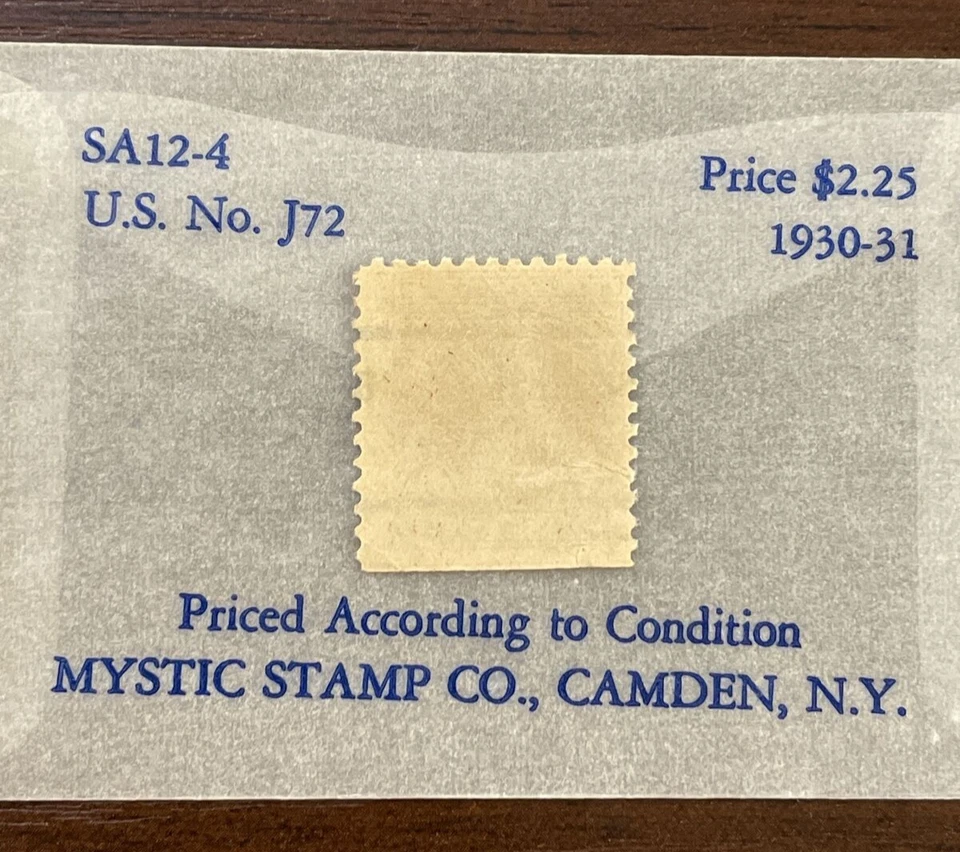 SA12-4
U.S. No. J72
Price $2.25
1930-31
Priced According to Condition
MYSTIC STAMP CO., CAMDEN, N.Y.